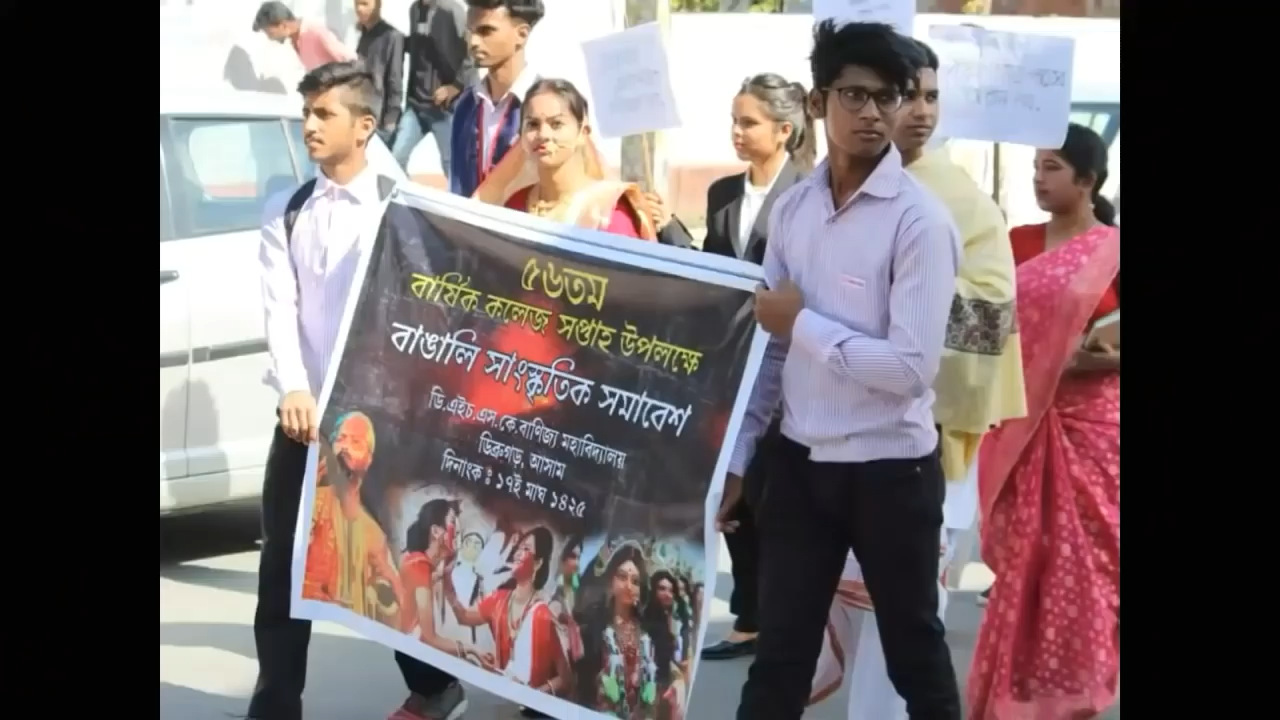 ৫৬তম
বার্ষিক কলেজ সপ্তাহ উপলক্ষে
বাঙালি সাংস্কৃতিক সমাবেশ
ডি.এইচ.এস.কে.বাণিজ্য মহাবিদ্যালয়
ডিব্রুগড়, আসাম
দিনাংক ঃ ১৭ই মাঘ ১৪২৫